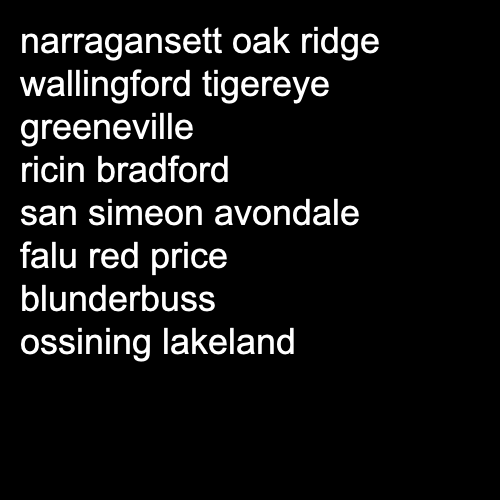 narragansett oak ridge
wallingford tigereye
greeneville
ricin bradford
san simeon avondale
falu red price
blunderbuss
ossining lakeland